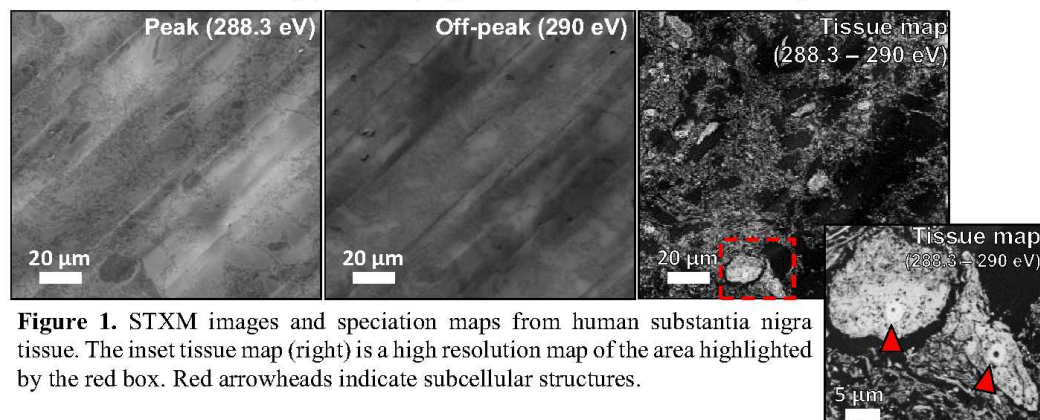 Peak (288.3 eV)
20 µm
Off-peak (290 eV)
20 µm
Tissue map
(288.3 – 290 eV)
20 µm
Tissue map
(288.3 – 290 eV)
5 µm
Figure 1. STXM images and speciation maps from human substantia nigra
tissue. The inset tissue map (right) is a high resolution map of the area highlighted
by the red box. Red arrowheads indicate subcellular structures.